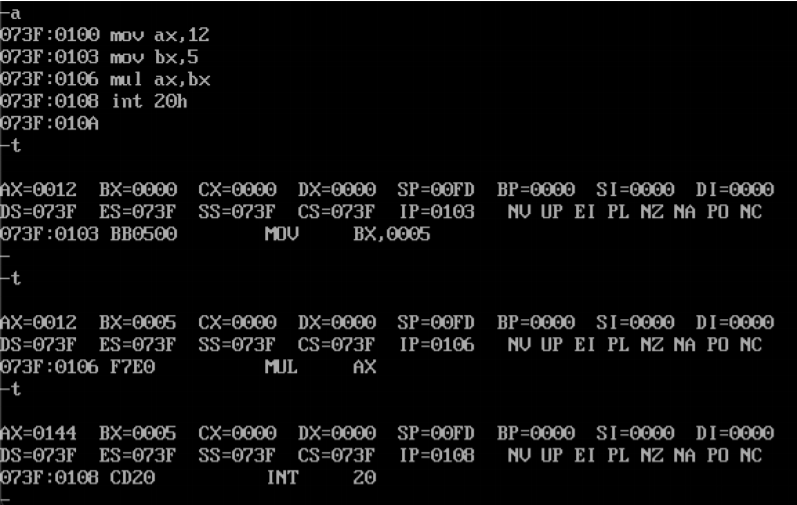 -a
073F:0100 mov ax,12
073F:0103 mov bx,5
073F:0106 mul ax,bx
073F:0108 int 20h
073F:010A
-t

AX=0012  BX=0000  CX=0000  DX=0000  SP=00FD  BP=0000  SI=0000  DI=0000
DS=073F  ES=073F  SS=073F  CS=073F  IP=0103   NV UP EI PL NZ NA PO NC
073F:0103 BB0500        MOV     BX,0005
-
-t

AX=0012  BX=0005  CX=0000  DX=0000  SP=00FD  BP=0000  SI=0000  DI=0000
DS=073F  ES=073F  SS=073F  CS=073F  IP=0106   NV UP EI PL NZ NA PO NC
073F:0106 F7E0          MUL     AX
-t

AX=0144  BX=0005  CX=0000  DX=0000  SP=00FD  BP=0000  SI=0000  DI=0000
DS=073F  ES=073F  SS=073F  CS=073F  IP=0108   NV UP EI PL NZ NA PO NC
073F:0108 CD20          INT     20
-